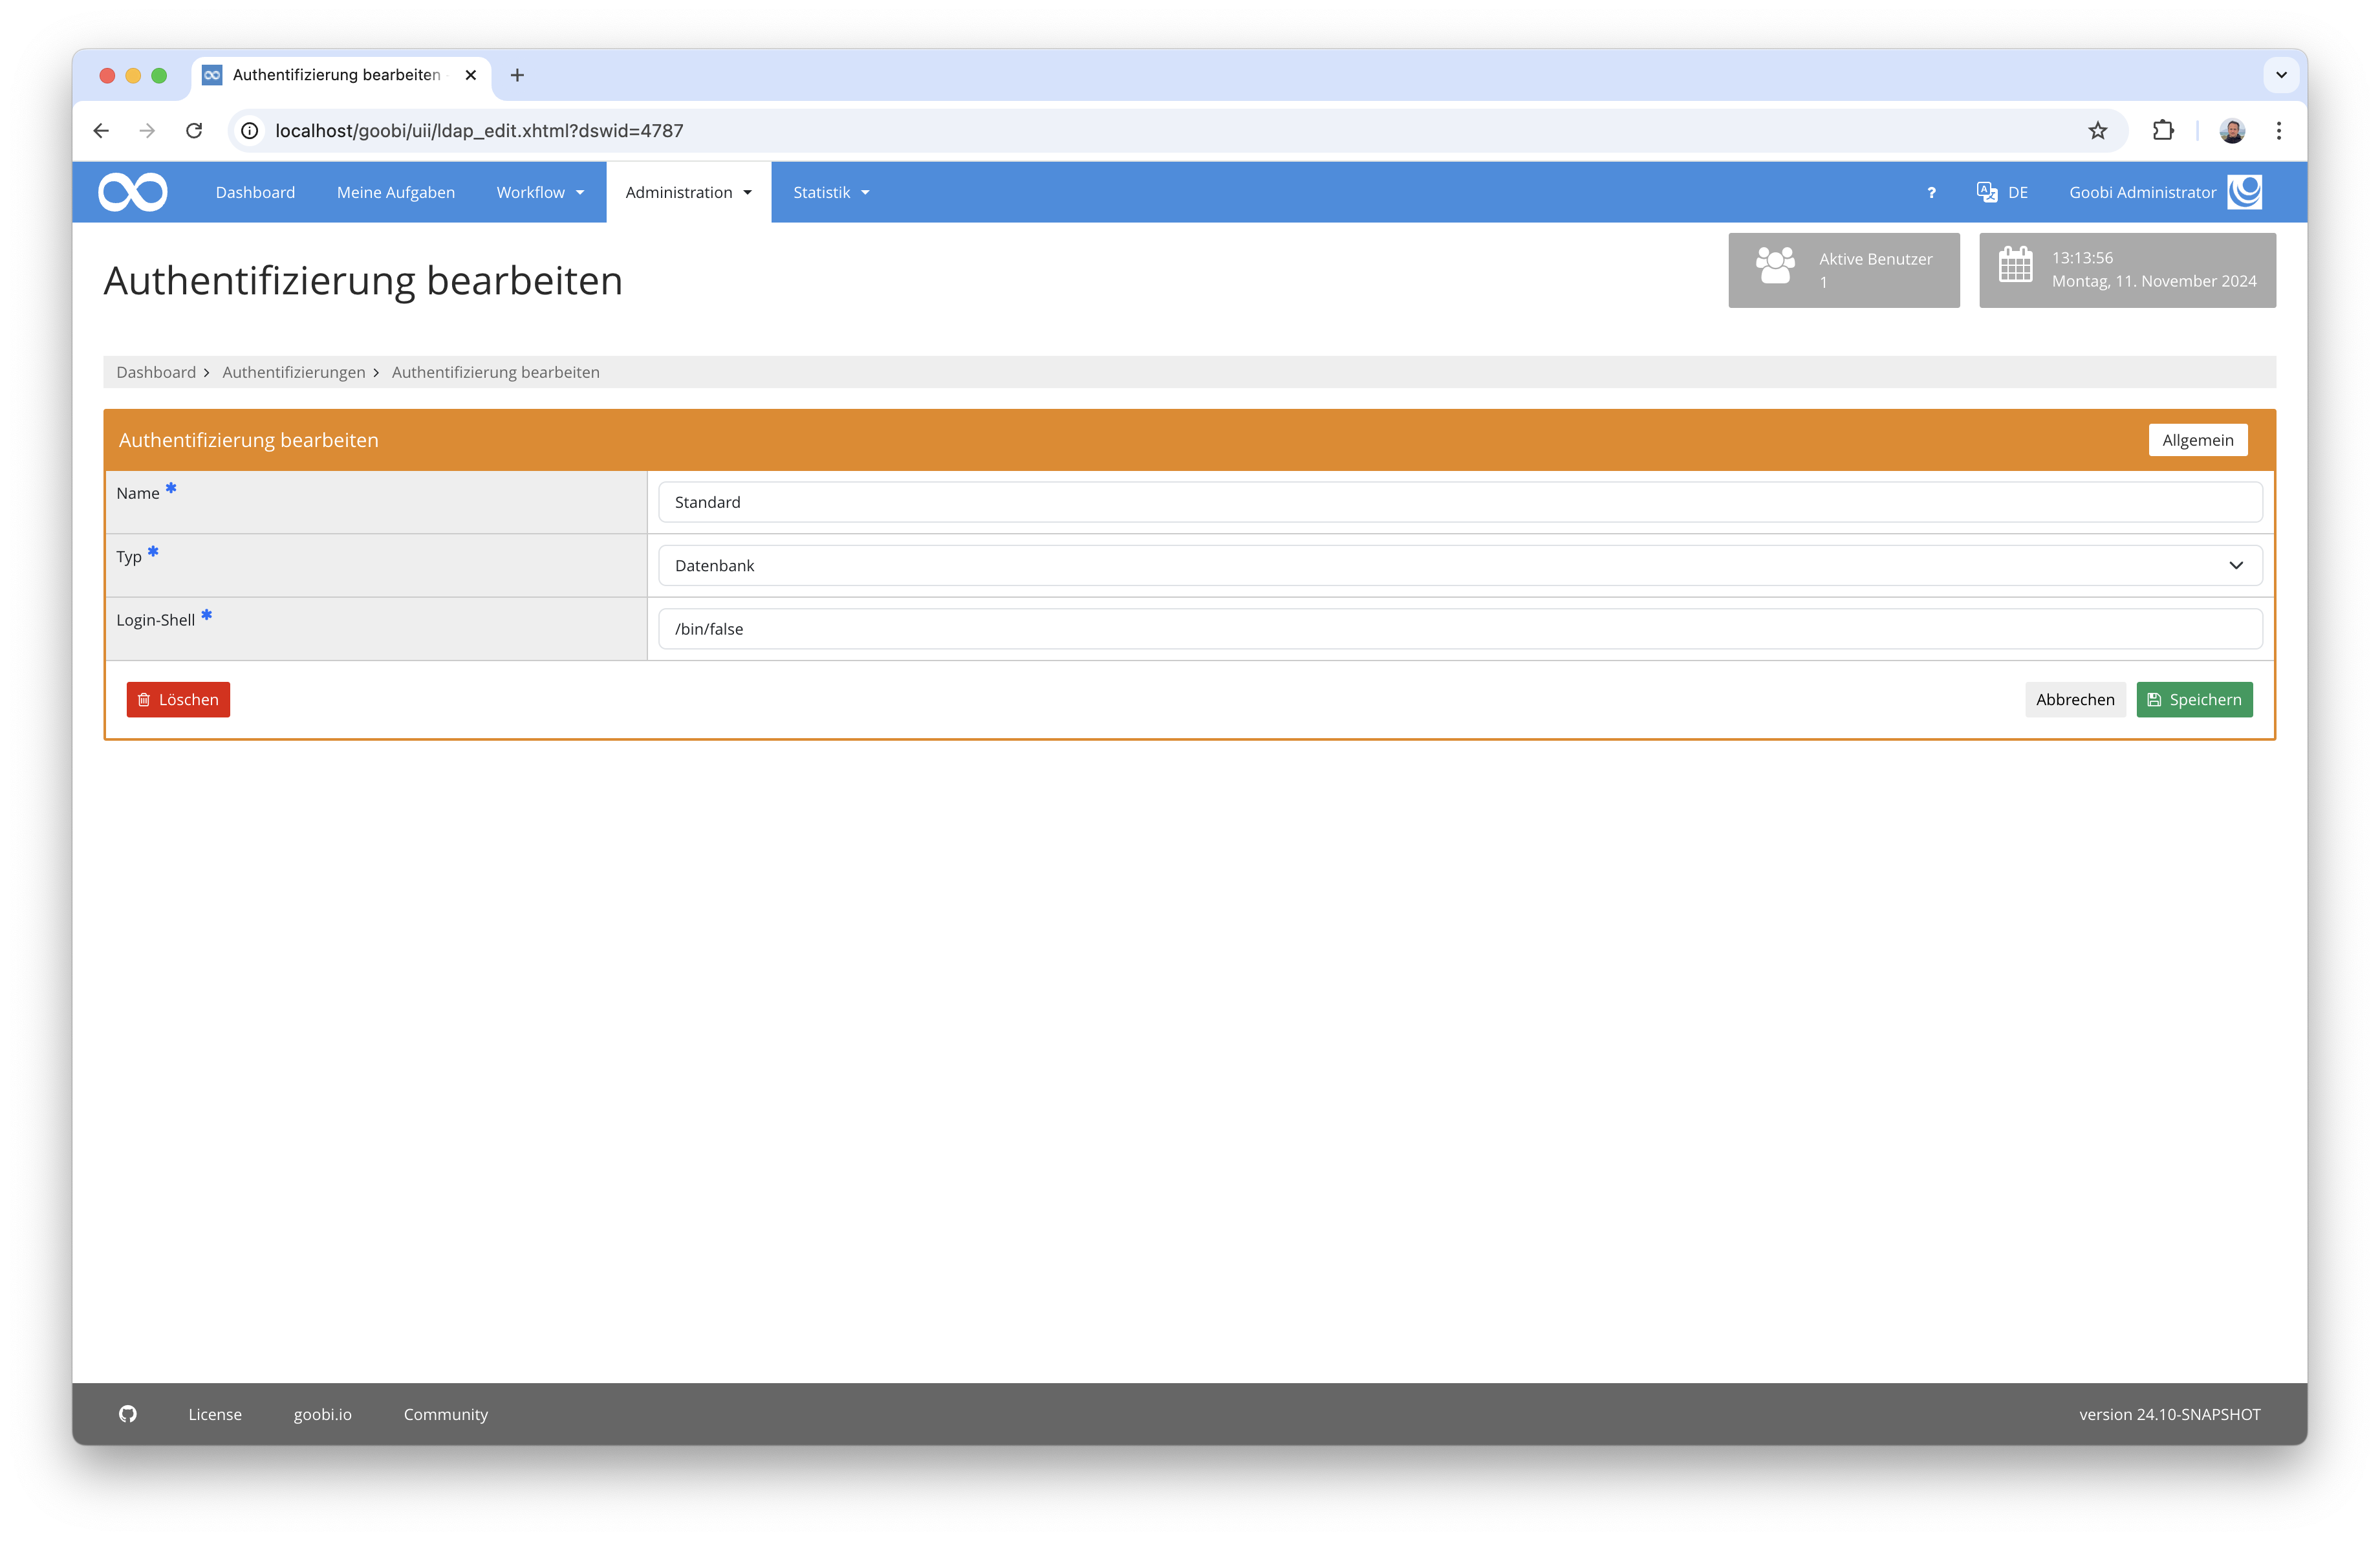 Authentifizierung bearbeiten
localhost/goobi/uii/ldap_edit.xhtml?dswid=4787
Dashboard Meine Aufgaben Workflow Administration Statistik ? DE Goobi Administrator
Authentifizierung bearbeiten
Aktive Benutzer
1
13:13:56
Montag, 11. November 2024
Dashboard > Authentifizierungen > Authentifizierung bearbeiten
Authentifizierung bearbeiten Allgemein
Name * Standard
Typ * Datenbank
Login-Shell * /bin/false
Löschen Abbrechen Speichern
License goobi.io Community version 24.10-SNAPSHOT